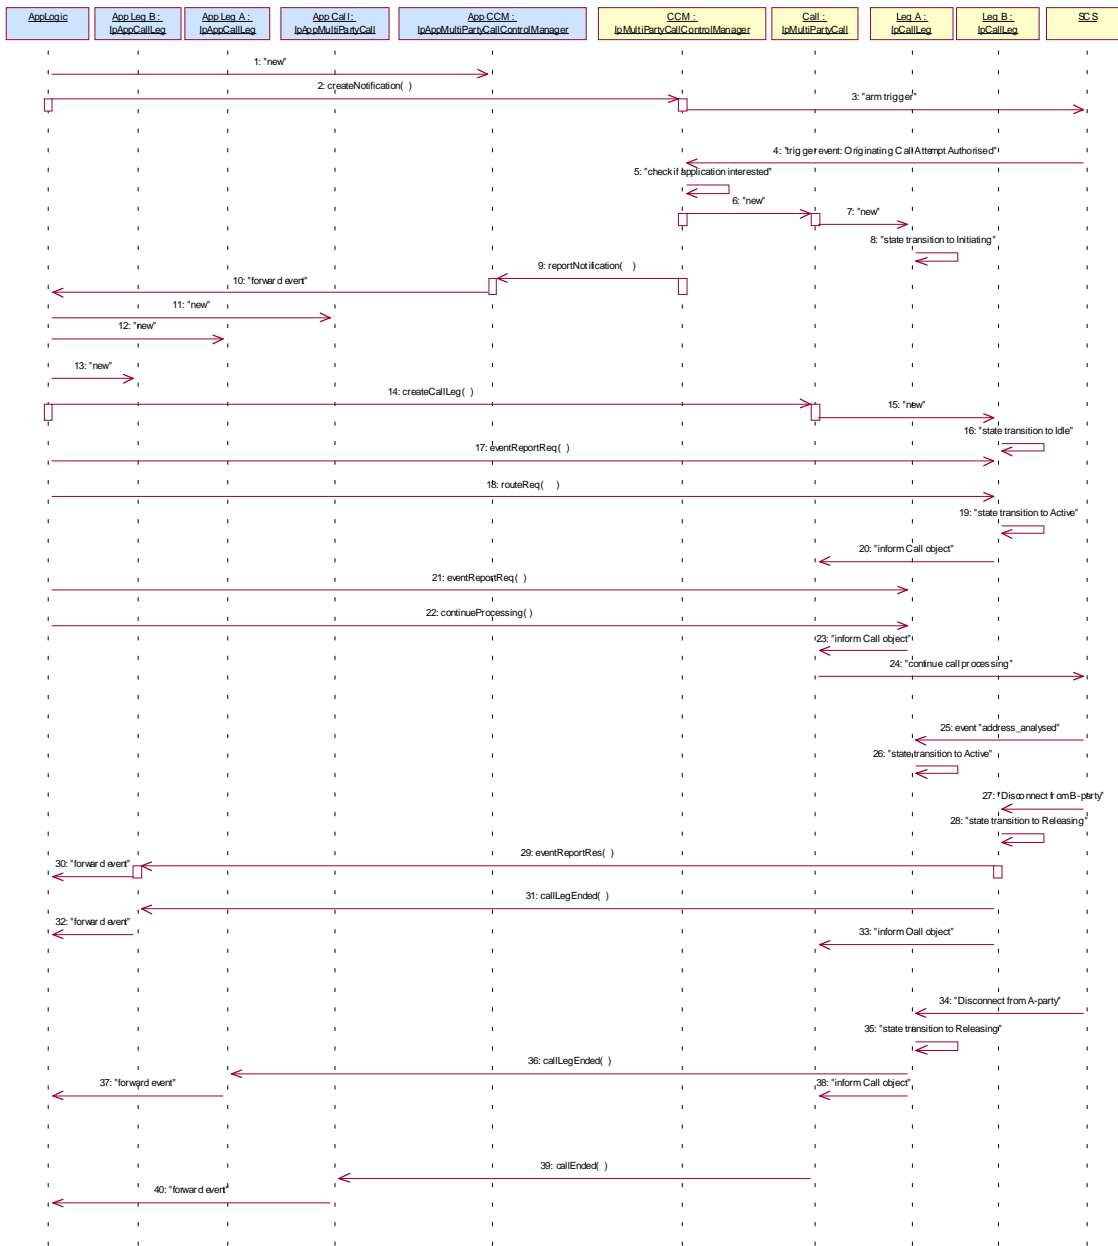 AppLogic
App Leg B :
IpAppCallLeg
App Leg A :
IpAppCallLeg
App Call :
IpAppMultiPartyCall
App CCM :
IpAppMultiPartyCallControlManager
CCM :
IpMultiPartyCallControlManager
Call :
IpMultiPartyCall
Leg A :
IpCallLeg
Leg B :
IpCallLeg
SCS
1: "new"
2: createNotification( )
3: "arm trigger"
4: "trigger event: Originating Call Attempt Authorised"
5: "check if application interested"
6: "new"
7: "new"
8: "state transition to Initiating"
9: reportNotification( )
10: "forward event"
11: "new"
12: "new"
13: "new"
14: createCallLeg( )
15: "new"
16: "state transition to Idle"
17: eventReportReq( )
18: routeReq( )
19: "state transition to Active"
20: "inform Call object"
21: eventReportReq( )
22: continueProcessing( )
23: "inform Call object"
24: "continue call processing"
25: event "address_analysed"
26: "state transition to Active"
27: "Disconnect from B-party"
28: "state transition to Releasing"
29: eventReportRes( )
30: "forward event"
31: callLegEnded( )
32: "forward event"
33: "inform Call object"
34: "Disconnect from A-party"
35: "state transition to Releasing"
36: callLegEnded( )
37: "forward event"
38: "inform Call object"
39: callEnded( )
40: "forward event"